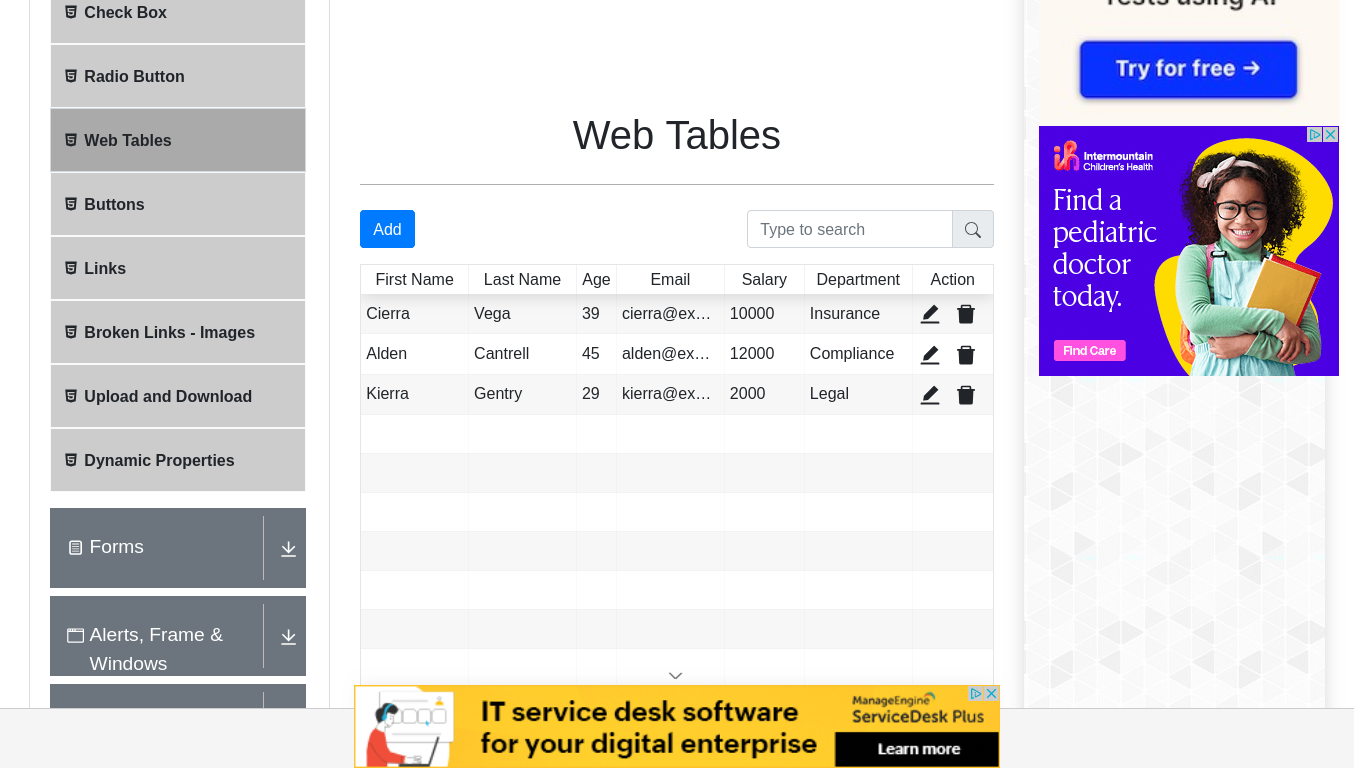 Check Box
Radio Button
Web Tables
Buttons
Links
Broken Links - Images
Upload and Download
Dynamic Properties
Forms
Alerts, Frame &
Windows
Web Tables
Add
Type to search
First Name Last Name Age Email Salary Department Action
Cierra Vega 39 cierra@ex... 10000 Insurance
Alden Cantrell 45 alden@ex... 12000 Compliance
Kierra Gentry 29 kierra@ex... 2000 Legal
Tests using AI
Try for free →
Intermountain
Children's Health
Find a
pediatric
doctor
today.
Find Care
IT service desk software
for your digital enterprise
ManageEngine
ServiceDesk Plus
Learn more